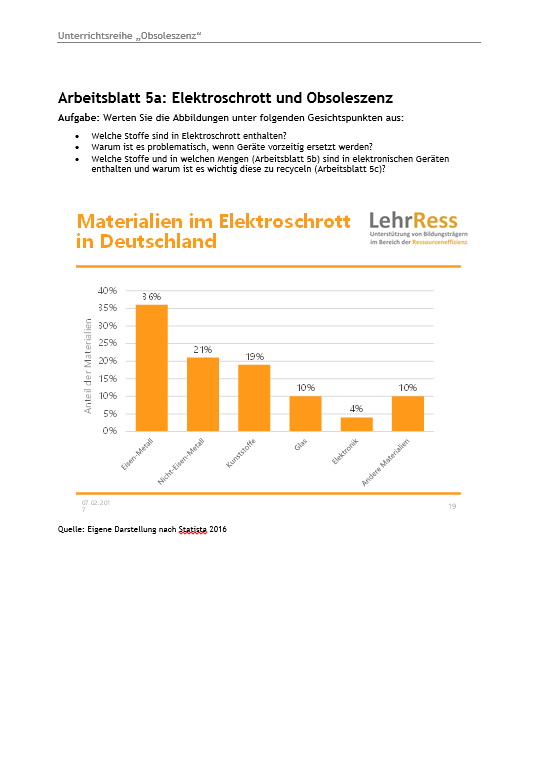 Unterrichtsreihe „Obsoleszenz“
Arbeitsblatt 5a: Elektroschrott und Obsoleszenz
Aufgabe: Werten Sie die Abbildungen unter folgenden Gesichtspunkten aus:
• Welche Stoffe sind in Elektroschrott enthalten?
• Warum ist es problematisch, wenn Geräte vorzeitig ersetzt werden?
• Welche Stoffe und in welchen Mengen (Arbeitsblatt 5b) sind in elektronischen Geräten
enthalten und warum ist es wichtig diese zu recyceln (Arbeitsblatt 5c)?
Materialien im Elektroschrott
in Deutschland
LehrRess
Unterstützung von Bildungsträgern
im Bereich der Ressourceneffizienz
Anteil der Materialien
40%
35%
30%
25%
20%
15%
10%
5%
0%
36%
21%
19%
10%
4%
10%
Eisen-Metall
Nicht-Eisen-Metall
Kunststoffe
Glas
Elektronik
Andere Materialien
07.02.201
7
19
Quelle: Eigene Darstellung nach Statista 2016